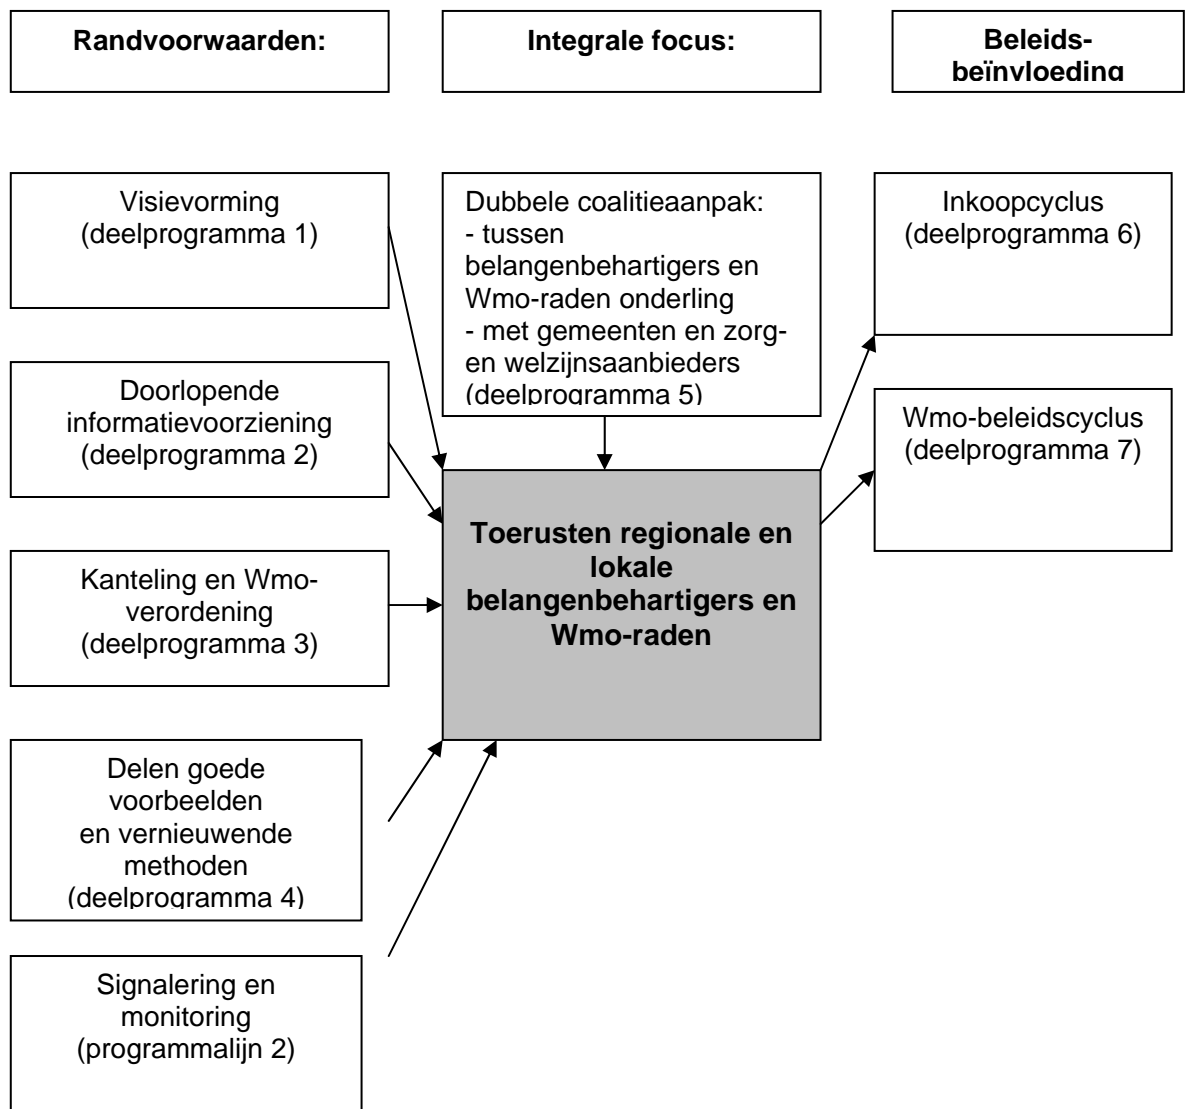 Randvoorwaarden:
Integrale focus:
Beleids-
beïnvloeding
Visievorming
(deelprogramma 1)
Doorlopende
informatievoorziening
(deelprogramma 2)
Kanteling en Wmo-
verordening
(deelprogramma 3)
Delen goede
voorbeelden
en vernieuwende
methoden
(deelprogramma 4)
Signalering en
monitoring
(programmalijn 2)
Dubbele coalitieaanpak:
- tussen
belangenbehartigers en
Wmo-raden onderling
- met gemeenten en zorg-
en welzijnsaanbieders
(deelprogramma 5)
Toerusten regionale en
lokale
belangenbehartigers en
Wmo-raden
Inkoopcyclus
(deelprogramma 6)
Wmo-beleidscyclus
(deelprogramma 7)